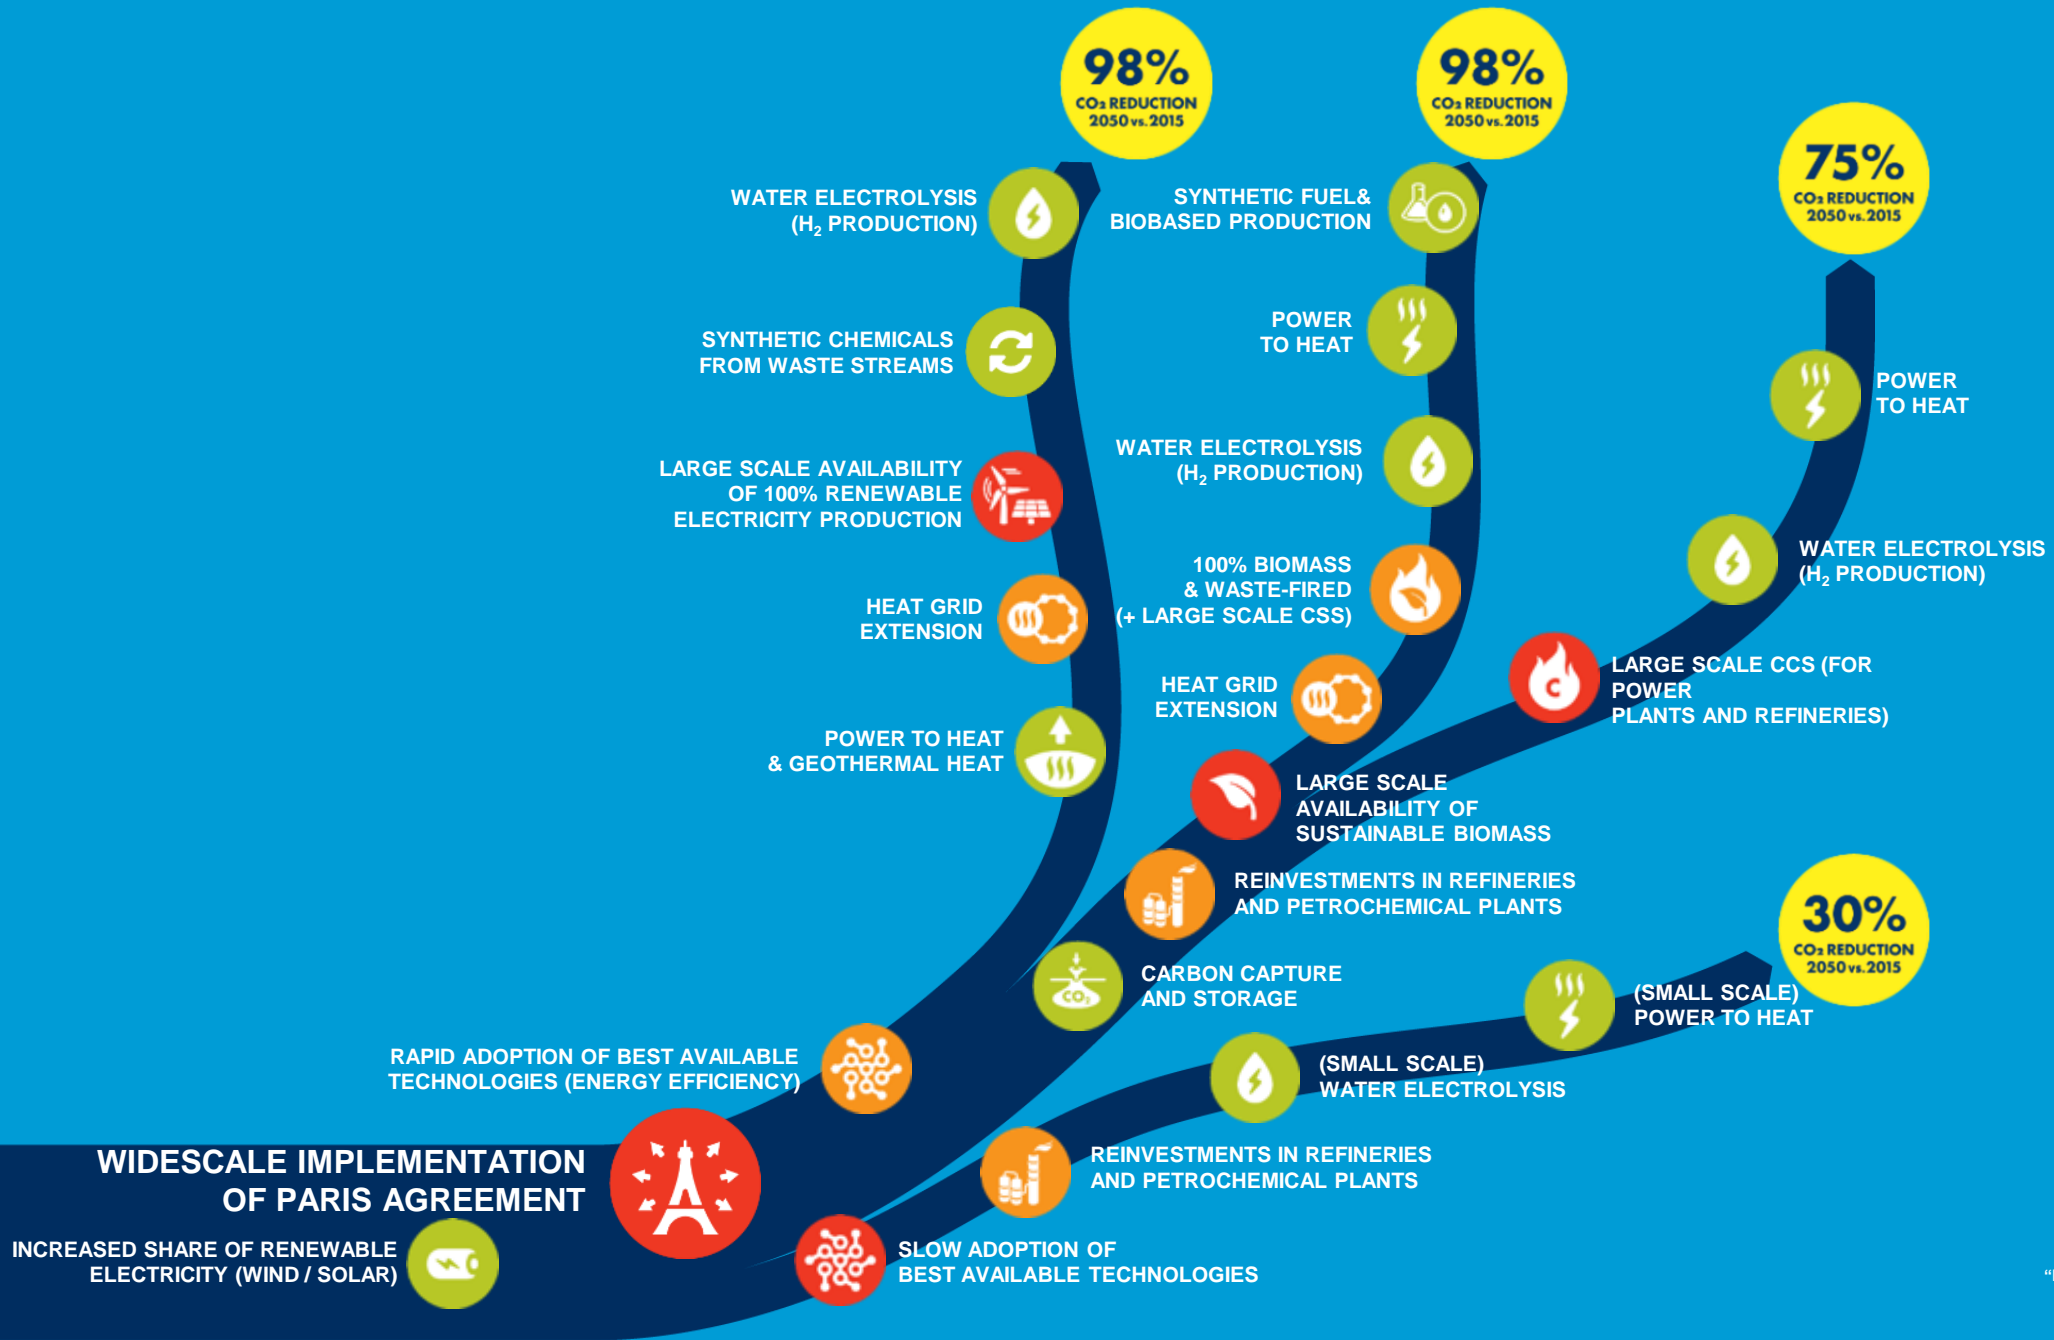 98%
CO₂ REDUCTION
2050 vs. 2015
98%
CO₂ REDUCTION
2050 vs. 2015
75%
CO₂ REDUCTION
2050 vs. 2015
WATER ELECTROLYSIS
(H₂ PRODUCTION)
SYNTHETIC CHEMICALS
FROM WASTE STREAMS
LARGE SCALE AVAILABILITY
OF 100% RENEWABLE
ELECTRICITY PRODUCTION
HEAT GRID
EXTENSION
POWER TO HEAT
& GEOTHERMAL HEAT
SYNTHETIC FUEL&
BIOBASED PRODUCTION
POWER
TO HEAT
WATER ELECTROLYSIS
(H₂ PRODUCTION)
100% BIOMASS
& WASTE-FIRED
(+ LARGE SCALE CSS)
HEAT GRID
EXTENSION
POWER
TO HEAT
WATER ELECTROLYSIS
(H₂ PRODUCTION)
C
LARGE SCALE CCS (FOR
POWER
PLANTS AND REFINERIES)
LARGE SCALE
AVAILABILITY OF
SUSTAINABLE BIOMASS
REINVESTMENTS IN REFINERIES
AND PETROCHEMICAL PLANTS
CO₂
CARBON CAPTURE
AND STORAGE
30%
CO₂ REDUCTION
2050 vs. 2015
(SMALL SCALE)
POWER TO HEAT
(SMALL SCALE)
WATER ELECTROLYSIS
REINVESTMENTS IN REFINERIES
AND PETROCHEMICAL PLANTS
SLOW ADOPTION OF
BEST AVAILABLE TECHNOLOGIES
RAPID ADOPTION OF BEST AVAILABLE
TECHNOLOGIES (ENERGY EFFICIENCY)
WIDESCALE IMPLEMENTATION
OF PARIS AGREEMENT
INCREASED SHARE OF RENEWABLE
ELECTRICITY (WIND / SOLAR)